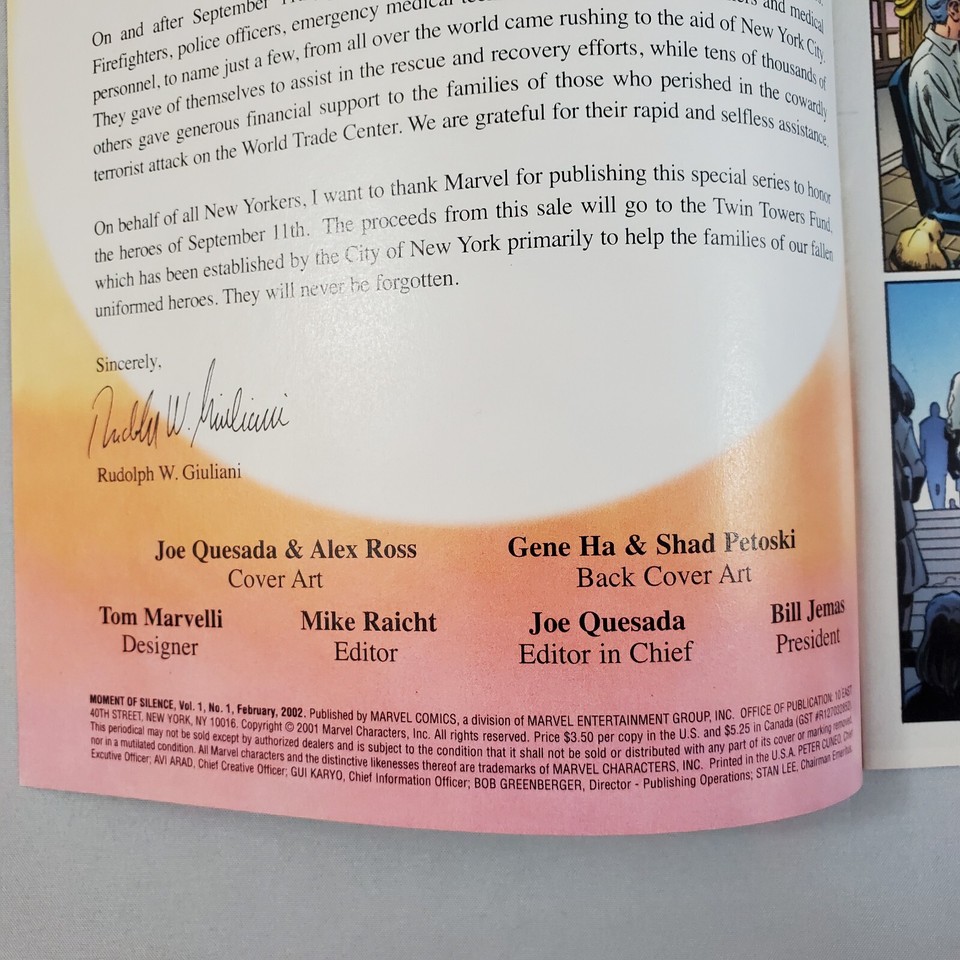 On and after September
Firefighters, police officers, emergency medical and medical
personnel, to name just a few, from all over the world came rushing to the aid of New York City.
They gave of themselves to assist in the rescue and recovery efforts, while tens of thousands of
others gave generous financial support to the families of those who perished in the cowardly
terrorist attack on the World Trade Center. We are grateful for their rapid and selfless assistance.
On behalf of all New Yorkers, I want to thank Marvel for publishing this special series to honor
the heroes of September 11th. The proceeds from this sale will go to the Twin Towers Fund,
which has been established by the City of New York primarily to help the families of our fallen
uniformed heroes. They will never be forgotten.
Sincerely,
Rudolph W. Giuliani
Rudolph W. Giuliani
Joe Quesada & Alex Ross
Cover Art
Gene Ha & Shad Petoski
Back Cover Art
Tom Marvelli
Designer
Mike Raicht
Editor
Joe Quesada
Editor in Chief
Bill Jemas
President
MOMENT OF SILENCE, Vol. 1, No. 1, February, 2002. Published by MARVEL COMICS, a division of MARVEL ENTERTAINMENT GROUP, INC. OFFICE OF PUBLICATION: 10 EAST
40TH STREET, NEW YORK, NY 10016. Copyright © 2001 Marvel Characters, Inc. All rights reserved. Price $3.50 per copy in the U.S. and $5.25 in Canada (GST #R127032852).
This periodical may not be sold except by authorized dealers and is subject to the condition that it shall not be sold or distributed with any part of its cover or marking removed,
nor in a mutilated condition. All Marvel characters and the distinctive likenesses thereof are trademarks of MARVEL CHARACTERS, INC. Printed in the U.S.A. PETER CUNEO, Chief
Excutive Officer; AVI ARAD, Chief Creative Officer; GUI KARYO, Chief Information Officer; BOB GREENBERGER, Director - Publishing Operations; STAN LEE, Chairman Emeritus.